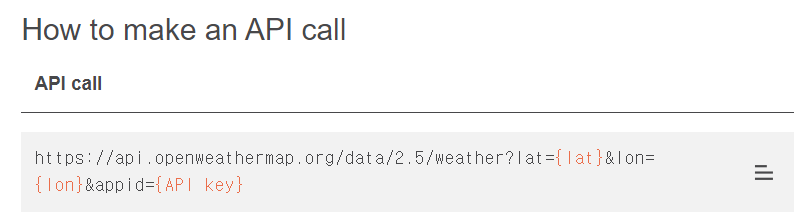 How to make an API call
API call
https://api.openweathermap.org/data/2.5/weather?lat={lat}&lon=
{lon}&appid={API key}